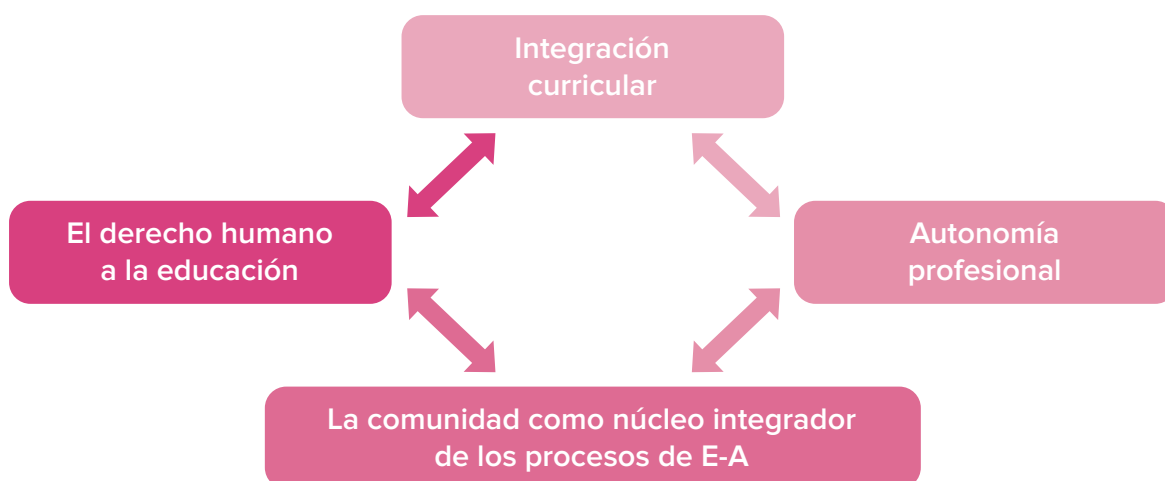 Integración
curricular
El derecho humano
a la educación
Autonomía
profesional
La comunidad como núcleo integrador
de los procesos de E-A